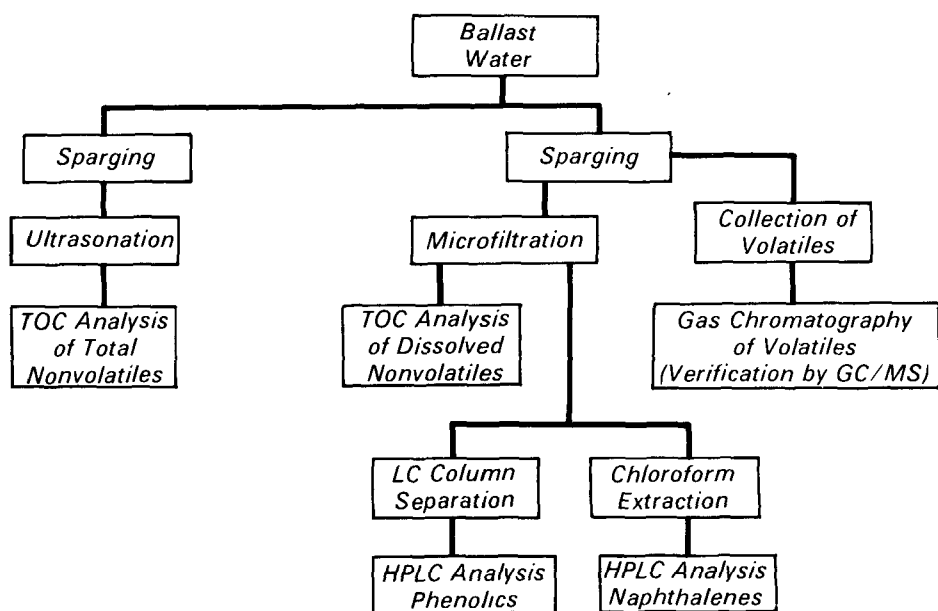 Ballast
Water
Sparging
Sparging
Ultrasonation
Microfiltration
Collection of
Volatiles
TOC Analysis
of Total
Nonvolatiles
TOC Analysis
of Dissolved
Nonvolatiles
Gas Chromatography
of Volatiles
(Verification by GC/MS)
LC Column
Separation
Chloroform
Extraction
HPLC Analysis
Phenolics
HPLC Analysis
Naphthalenes